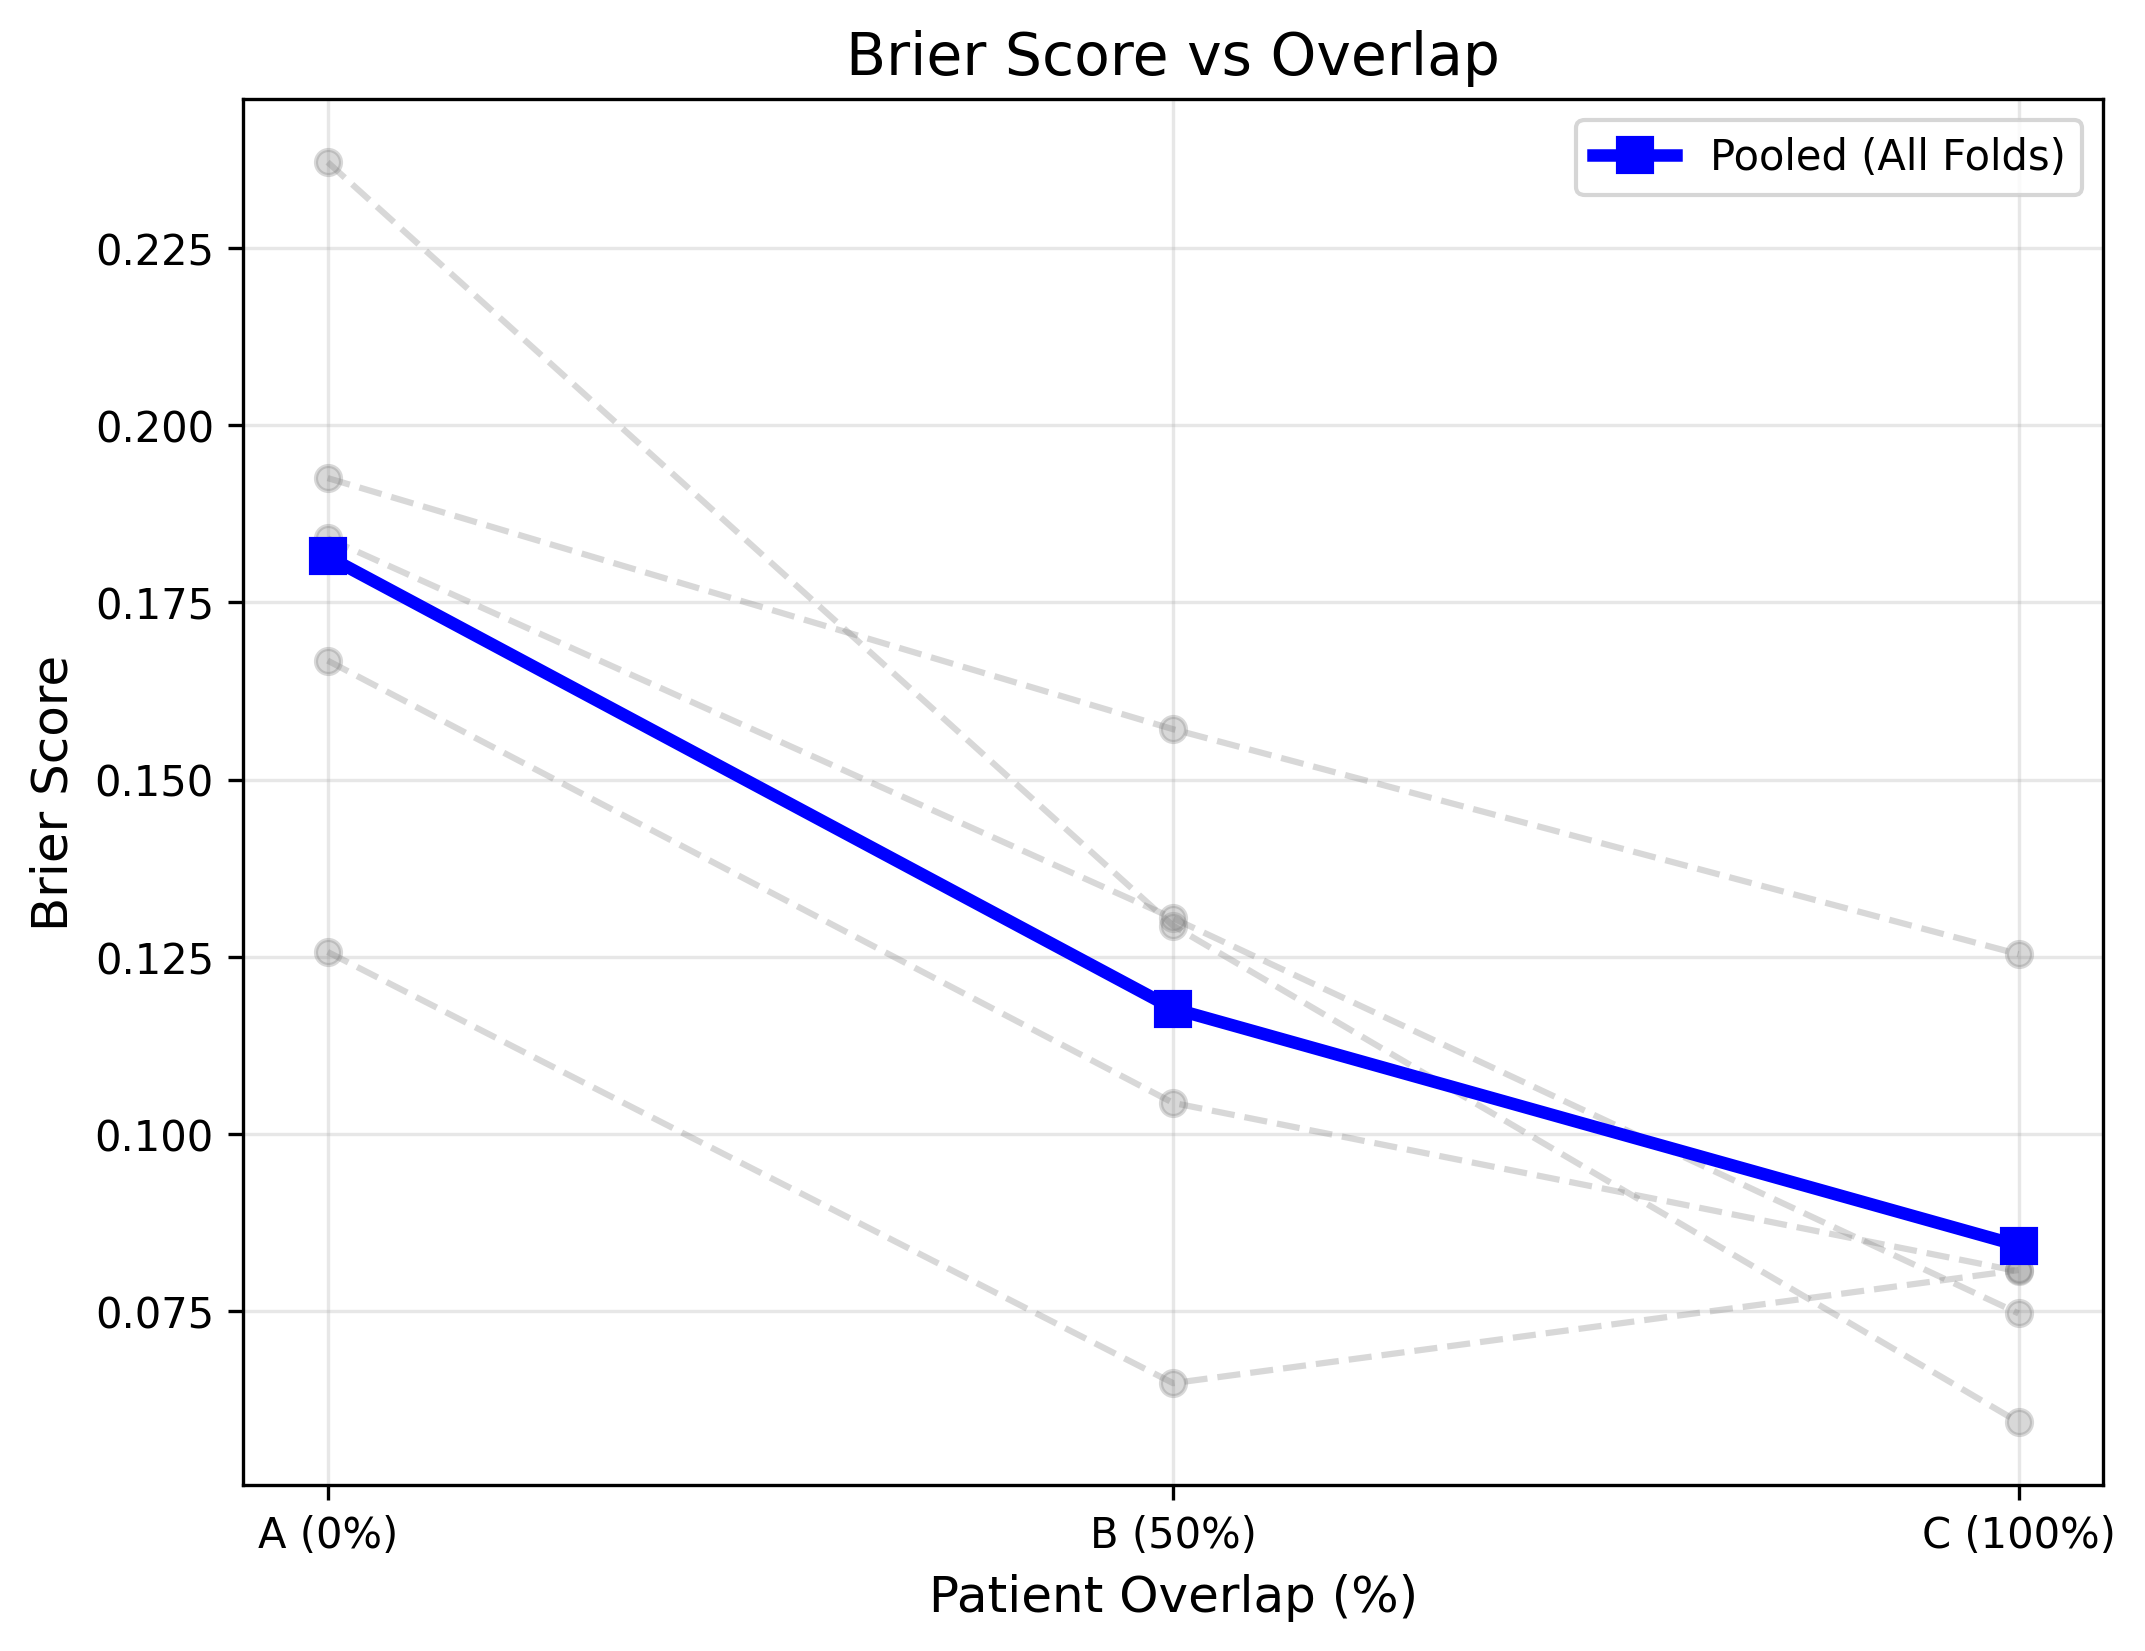 Brier Score vs Overlap
Pooled (All Folds)
Brier Score
0.225
0.200
0.175
0.150
0.125
0.100
0.075
A (0%)
B (50%)
C (100%)
Patient Overlap (%)